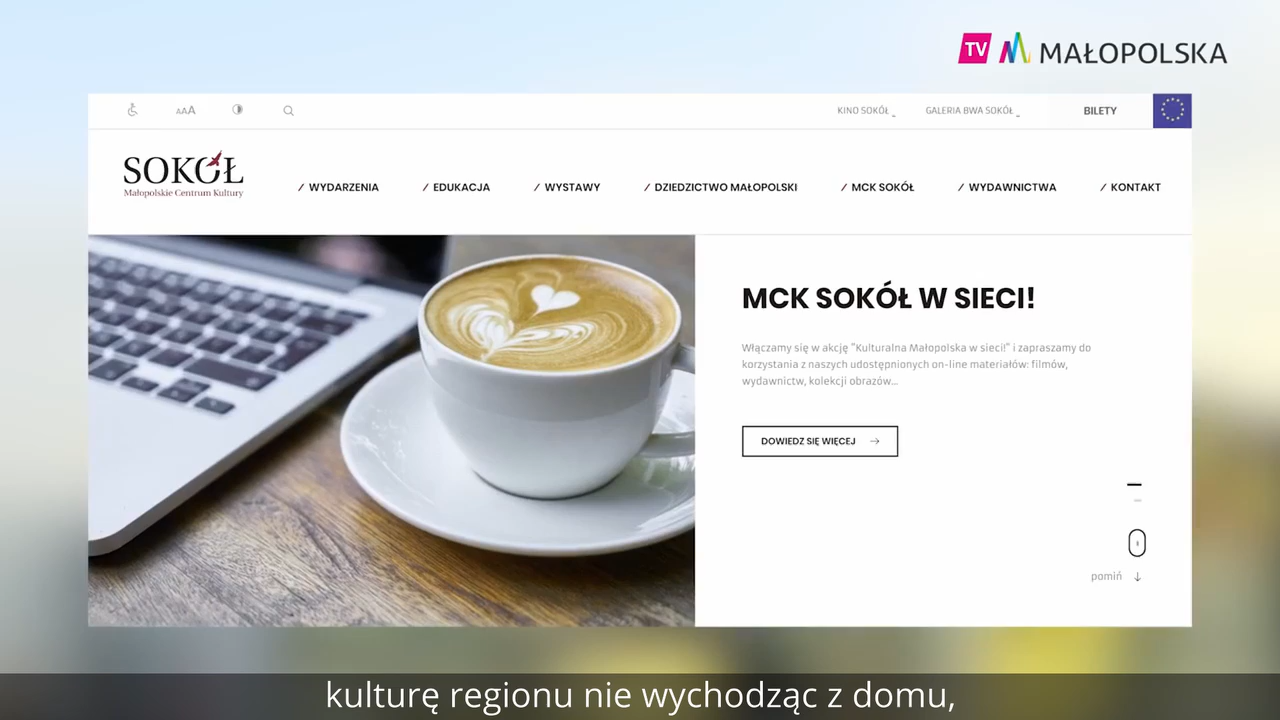 TV MAŁOPOLSKA
AAA
KINO SOKÓŁ
GALERIA BWA SOKÓŁ
BILETY
SOKÓŁ
Małopolskie Centrum Kultury
/ WYDARZENIA
/ EDUKACJA
/ WYSTAWY
/ DZIEDZICTWO MAŁOPOLSKI
/ MCK SOKÓŁ
/ WYDAWNICTWA
/ KONTAKT
MCK SOKÓŁ W SIECI!
Włączamy się w akcję "Kulturalna Małopolska w sieci!" i zapraszamy do
korzystania z naszych udostępnionych on-line materiałów: filmów,
wydawnictw, kolekcji obrazów...
DOWIEDZ SIĘ WIĘCEJ →
pomiń ↓
kulturę regionu nie wychodząc z domu,